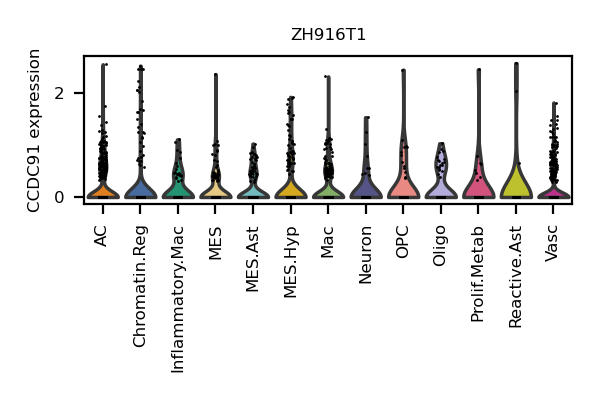 ZH916T1
CCDC91 expression
2
0
AC
Chromatin.Reg
Inflammatory.Mac
MES
MES.Ast
MES.Hyp
Mac
Neuron
OPC
Oligo
Prolif.Metab
Reactive.Ast
Vasc